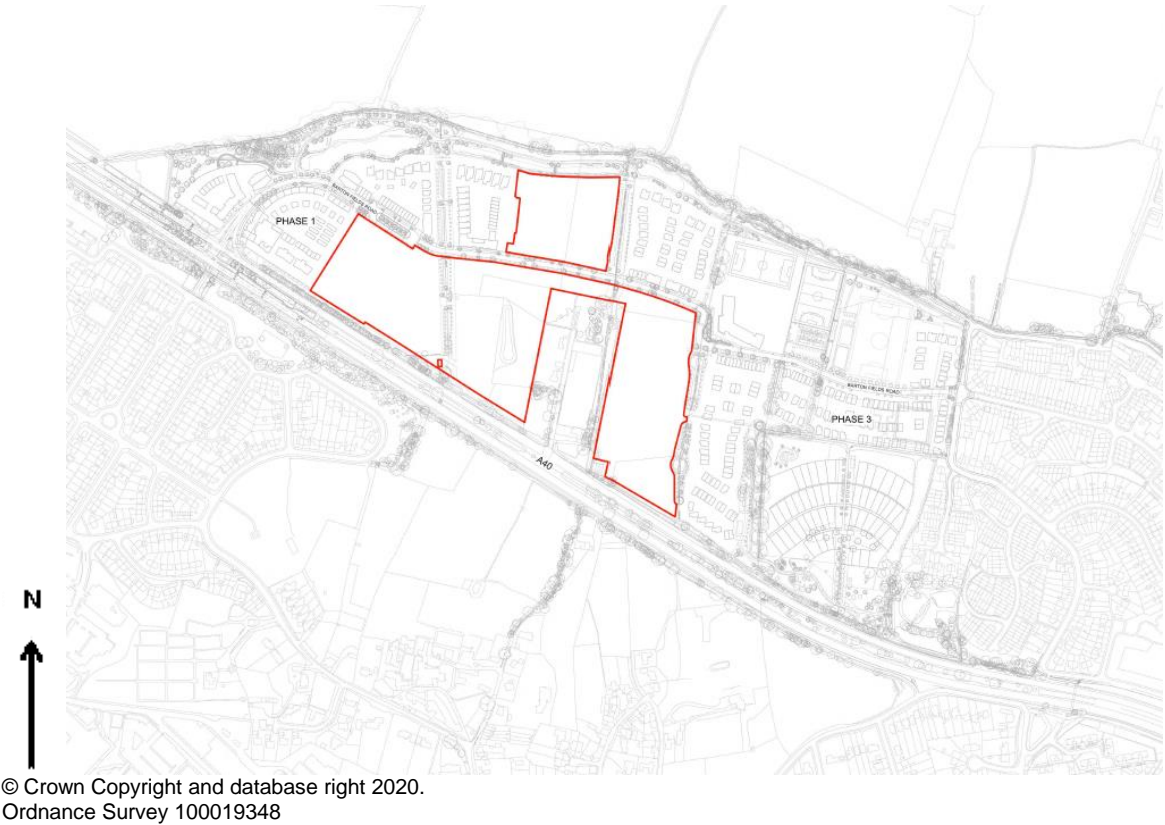 BARTON FIELDS ROAD
PHASE 1
BARTON FIELDS ROAD
PHASE 3
A40
N
© Crown Copyright and database right 2020.
Ordnance Survey 100019348